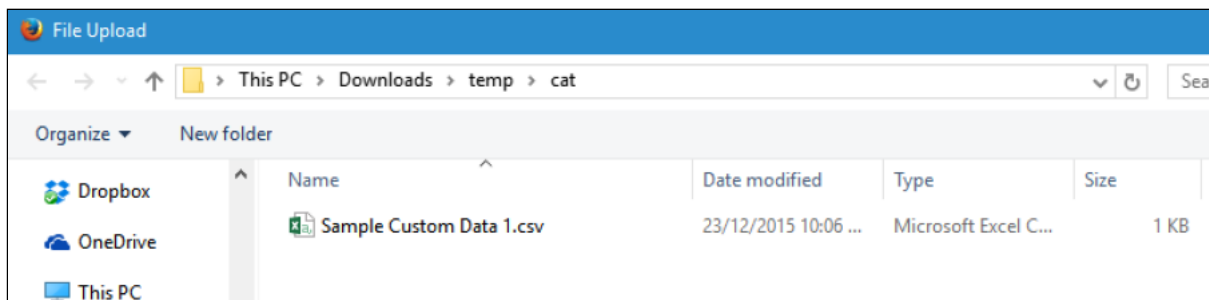 File Upload
This PC > Downloads > temp > cat
Sea
Organize
New folder
Name
Date modified
Type
Size
Dropbox
Sample Custom Data 1.csv
23/12/2015 10:06 ...
Microsoft Excel C...
1 KB
OneDrive
This PC